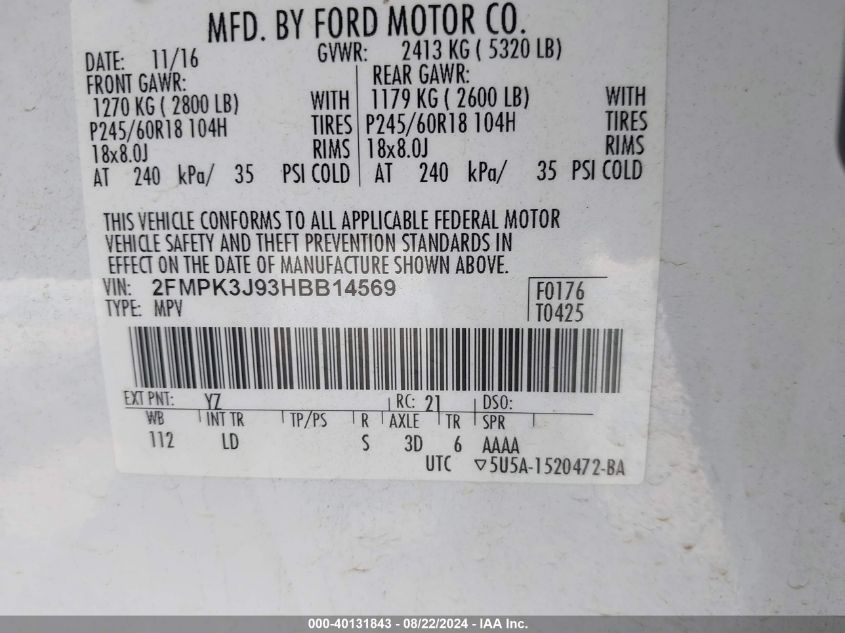 MFD. BY FORD MOTOR CO.
DATE: 11/16 GVWR: 2413 KG ( 5320 LB)
FRONT GAWR: REAR GAWR:
1270 KG ( 2800 LB) WITH 1179 KG ( 2600 LB) WITH
P245/60R18 104H TIRES P245/60R18 104H TIRES
18x8.0J RIMS 18x8.0J RIMS
AT 240 kPa/ 35 PSI COLD AT 240 kPa/ 35 PSI COLD
THIS VEHICLE CONFORMS TO ALL APPLICABLE FEDERAL MOTOR
VEHICLE SAFETY AND THEFT PREVENTION STANDARDS IN
EFFECT ON THE DATE OF MANUFACTURE SHOWN ABOVE.
VIN: 2FMPK3J93HBB14569 F0176
TYPE: MPV T0425
EXT PNT: YZ RC: 21 DSO:
WB INT TR TP/PS R AXLE TR SPR
112 LD S 3D 6 AAAA
UTC ▽5U5A-1520472-BA
000-40131843 - 08/22/2024 - IAA Inc.